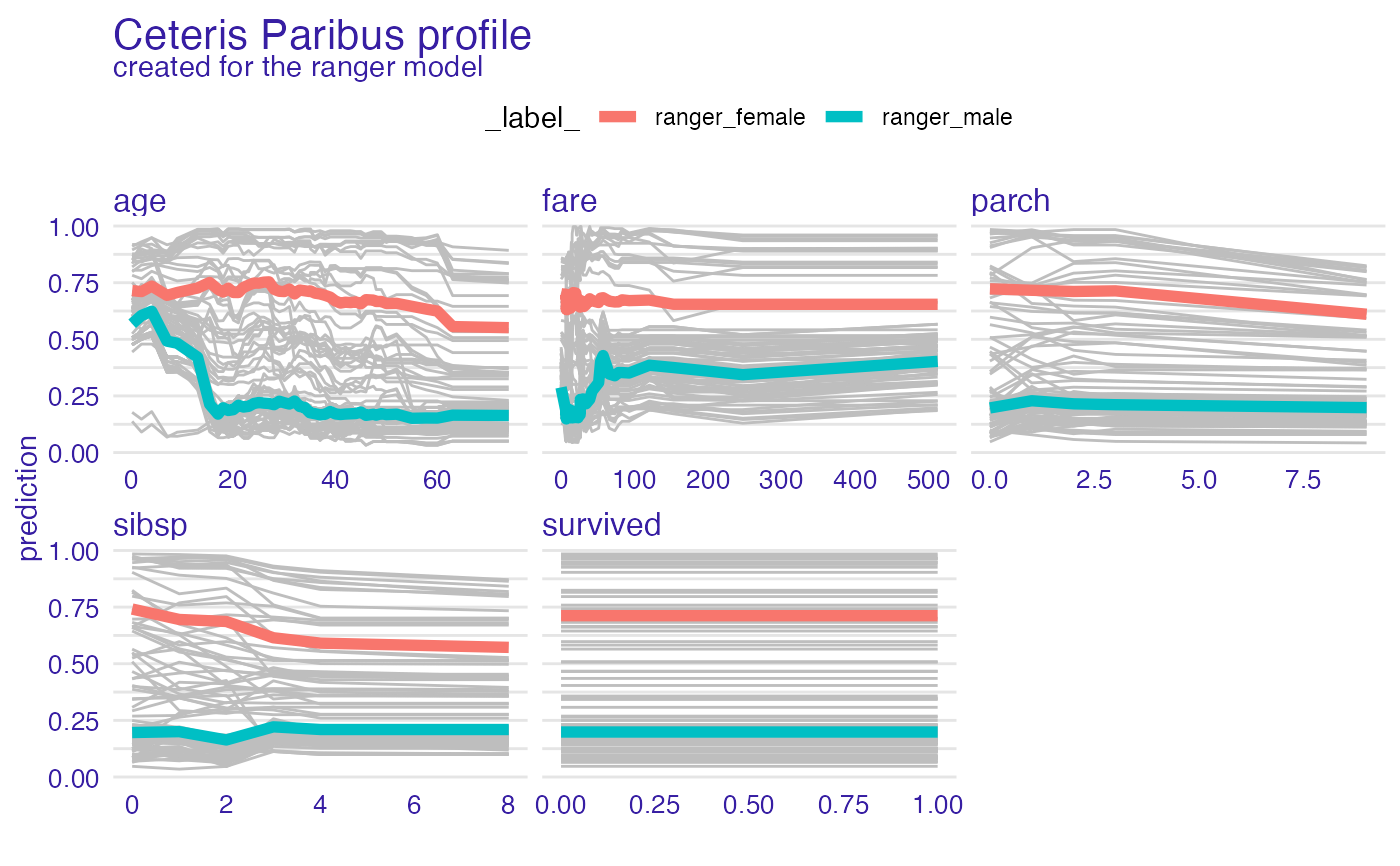 Ceteris Paribus profile
created for the ranger model
_label_ ranger_female ranger_male
age fare parch
1.00
0.75
0.50
0.25
0.00
0 20 40 60 0 100 200 300 400 500 0.0 2.5 5.0 7.5
prediction
sibsp survived
1.00
0.75
0.50
0.25
0.00
0 2 4 6 8 0.00 0.25 0.50 0.75 1.00